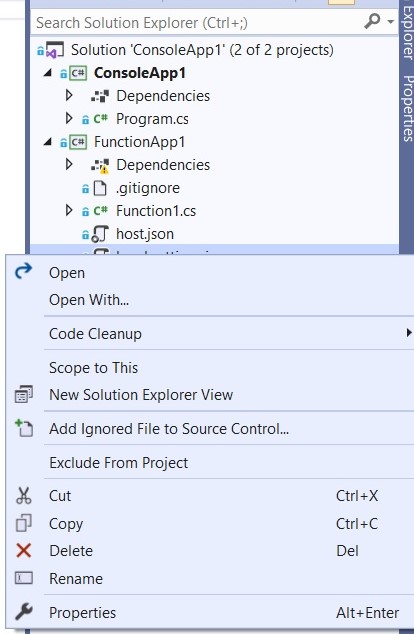 Search Solution Explorer (Ctrl+;)
Solution 'ConsoleApp1' (2 of 2 projects)
C# ConsoleApp1
Dependencies
C# Program.cs
C# FunctionApp1
Dependencies
.gitignore
C# Function1.cs
host.json
Open
Open With...
Code Cleanup
Scope to This
New Solution Explorer View
Add Ignored File to Source Control...
Exclude From Project
Cut Ctrl+X
Copy Ctrl+C
Delete Del
Rename
Properties Alt+Enter
Explorer
Properties